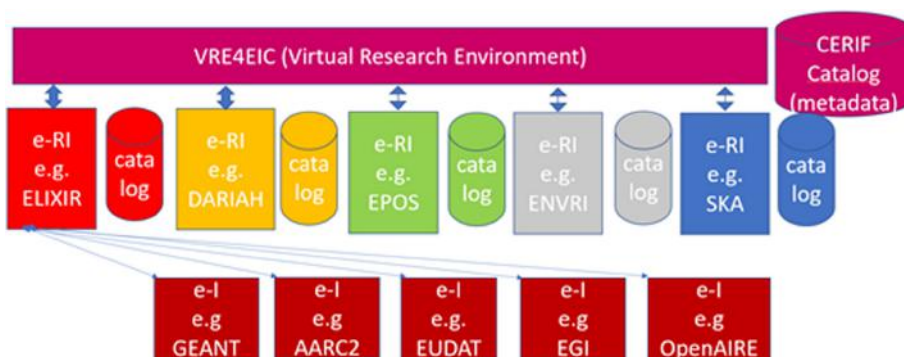 VRE4EIC (Virtual Research Environment)
CERIF
Catalog
(metadata)
e-RI
e.g.
ELIXIR
cata
log
e-RI
e.g.
DARIAH
cata
log
e-RI
e.g.
EPOS
cata
log
e-RI
e.g.
ENVRI
cata
log
e-RI
e.g.
SKA
cata
log
e-I
e.g
GEANT
e-I
e.g
AARC2
e-I
e.g.
EUDAT
e-I
e.g
EGI
e-I
e.g
OpenAIRE